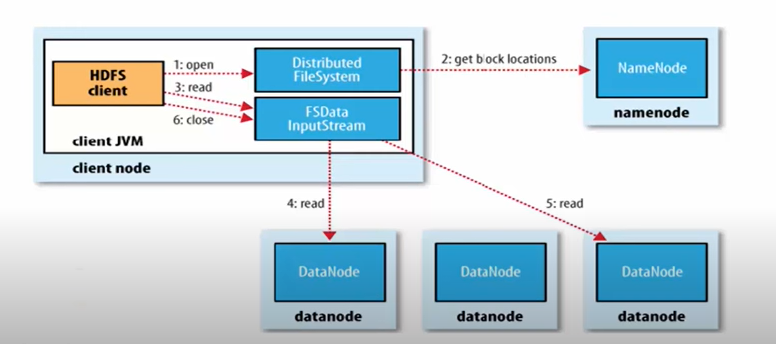 1: open
Distributed
FileSystem
2: get block locations
NameNode
namenode
HDFS
client
3: read
6: close
FSData
InputStream
client JVM
client node
4: read
5: read
DataNode
DataNode
DataNode
datanode
datanode
datanode